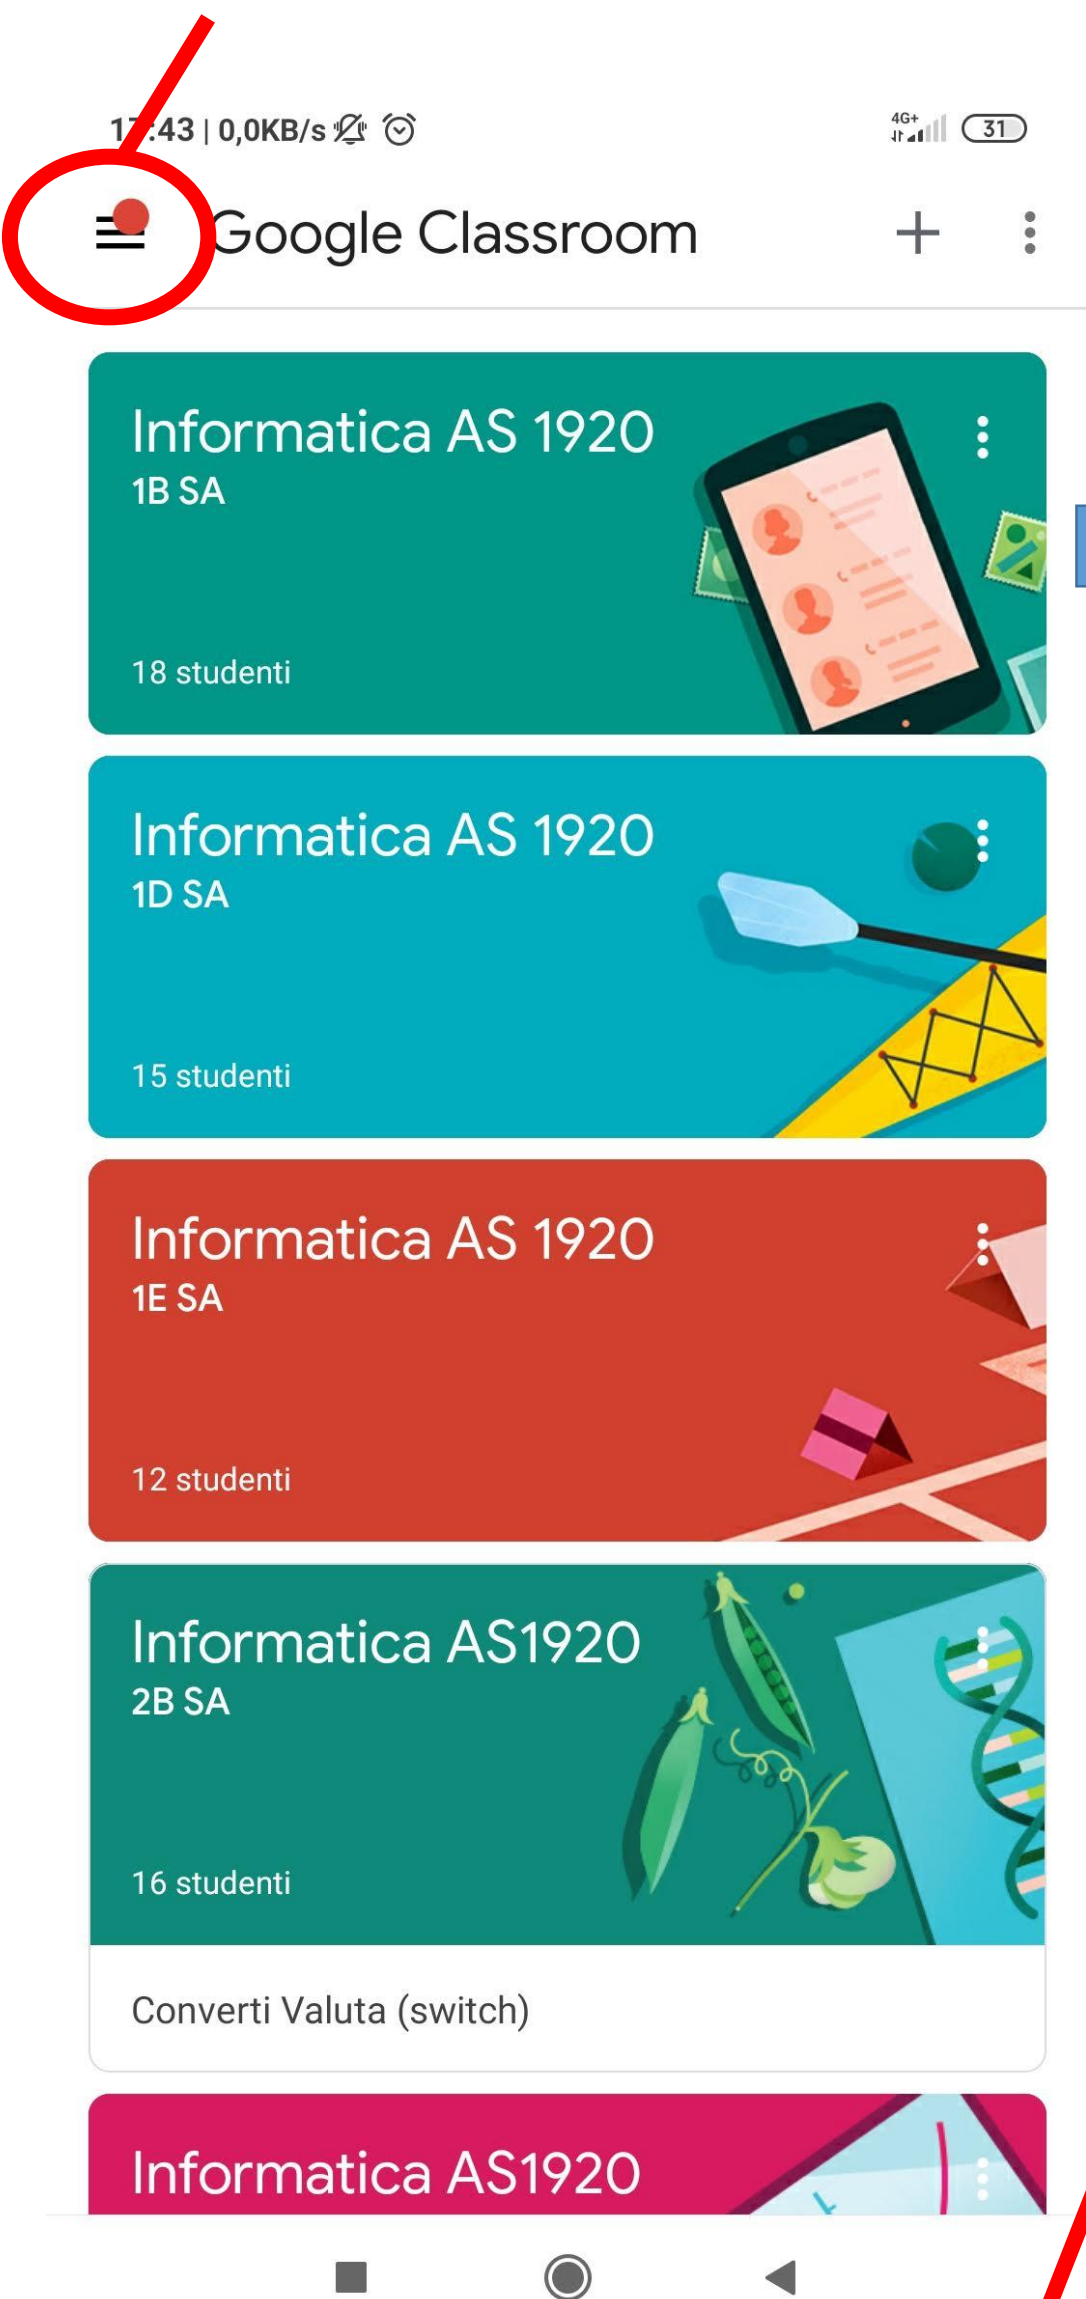 17:43 | 0,0KB/s 4G+ 31
Google Classroom
Informatica AS 1920
1B SA
18 studenti
Informatica AS 1920
1D SA
15 studenti
Informatica AS 1920
1E SA
12 studenti
Informatica AS1920
2B SA
16 studenti
Converti Valuta (switch)
Informatica AS1920